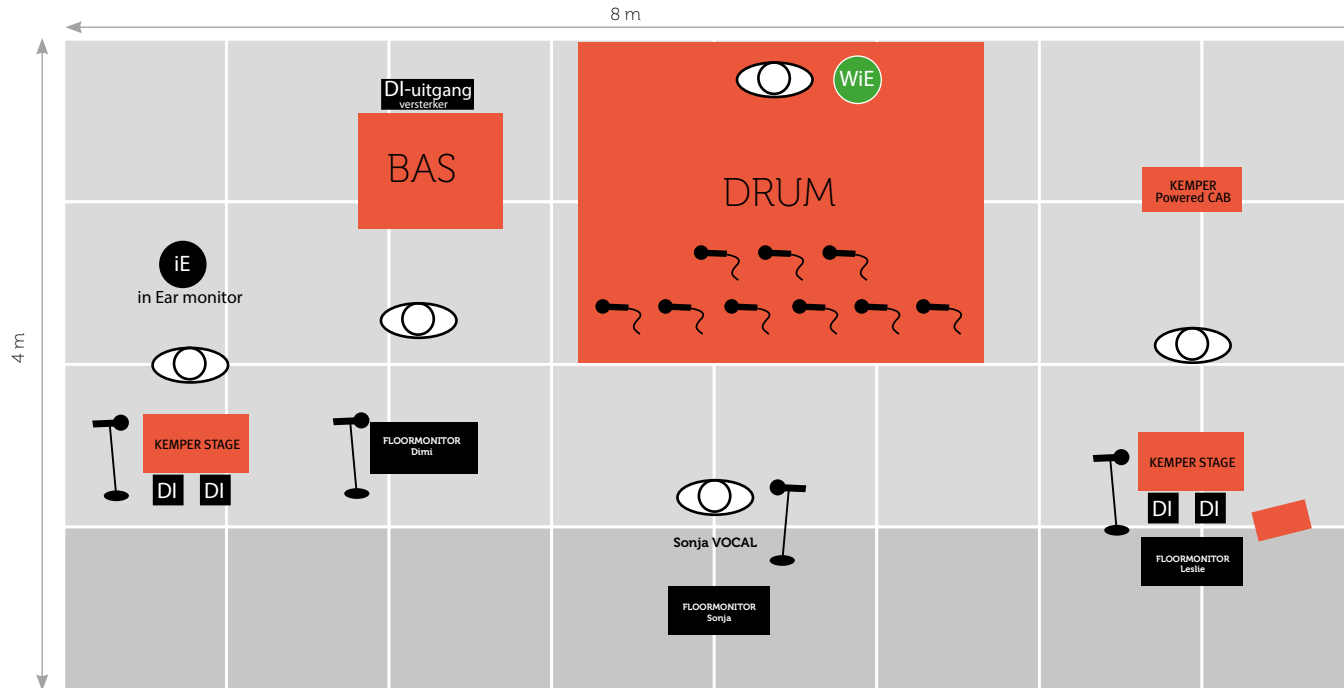 8 m
4 m
DI-uitgang
versterker
BAS
WiE
DRUM
KEMPER
Powered CAB
iE
in Ear monitor
KEMPER STAGE
DI DI
FLOORMONITOR
Dimi
Sonja VOCAL
FLOORMONITOR
Sonja
KEMPER STAGE
DI DI
FLOORMONITOR
Leslie